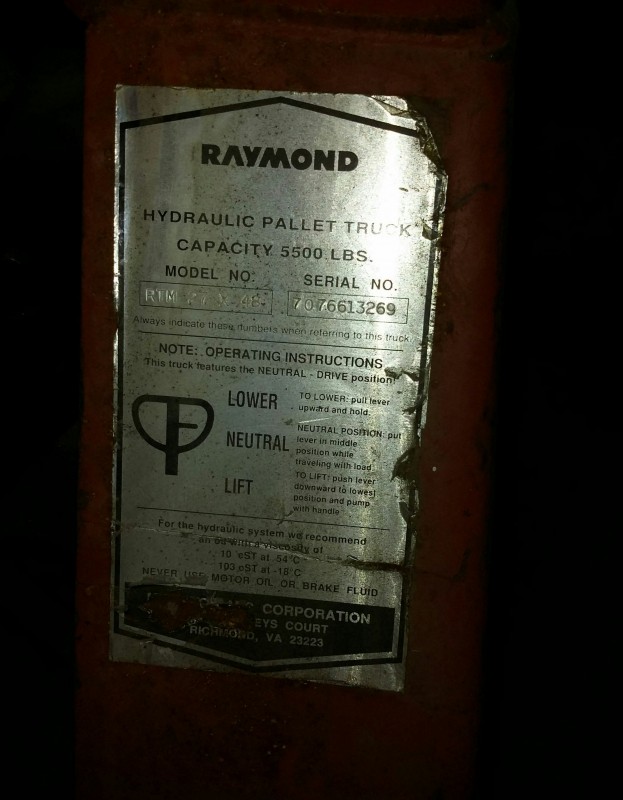 RAYMOND
HYDRAULIC PALLET TRUCK
CAPACITY 5500 LBS.
MODEL NO: SERIAL NO.
RTM 7076613269
Always indicate these numbers when referring to this truck
NOTE: OPERATING INSTRUCTIONS
This truck features the NEUTRAL - DRIVE position!
LOWER
TO LOWER: pull lever
upward and hold.
NEUTRAL
NEUTRAL POSITION: put
lever in middle
position while
traveling with load
LIFT
TO LIFT: push lever
downward to lowest
position and pump
with handle
For the hydraulic system we recommend
an oil with a viscosity of
10 cST at 54°C
103 cST at -18°C
NEVER USE MOTOR OIL OR BRAKE FLUID
CORPORATION
COURT
RICHMOND, VA 23223